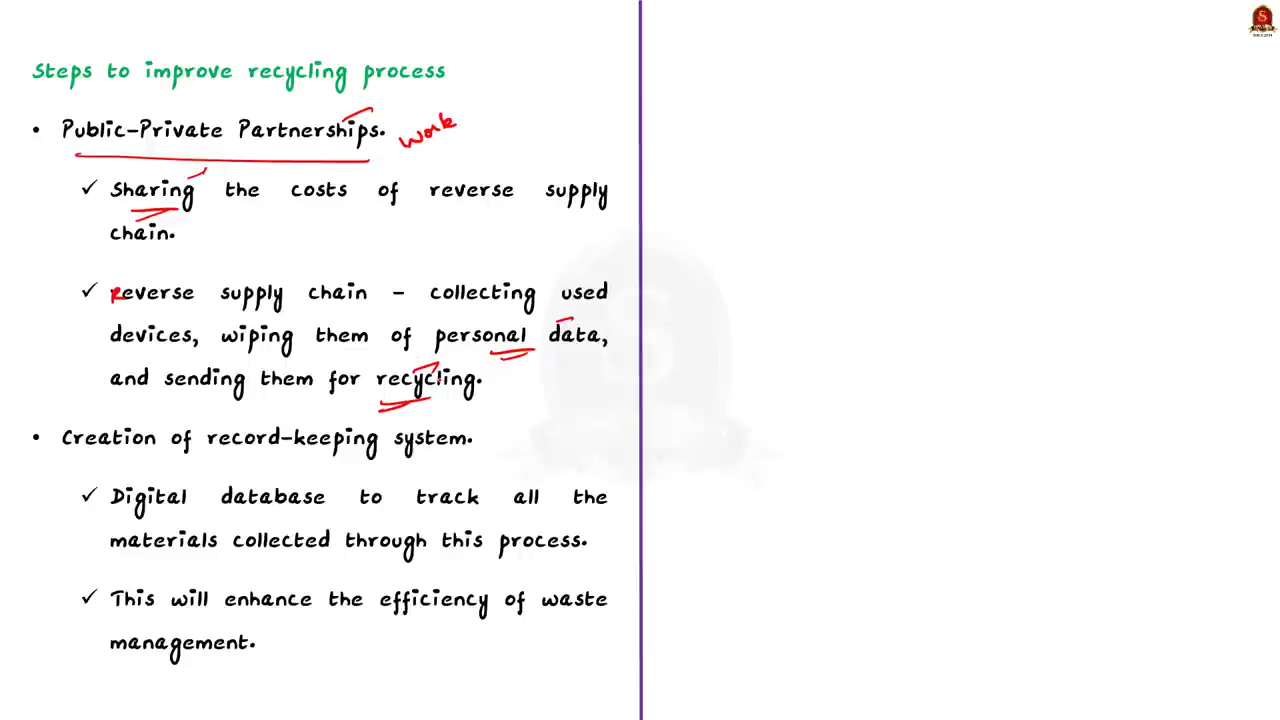 Steps to improve recycling process
• Public-Private Partnerships. work
✓ Sharing the costs of reverse supply
chain.
✓ Reverse supply chain – collecting used
devices, wiping them of personal data,
and sending them for recycling.
• Creation of record-keeping system.
✓ Digital database to track all the
materials collected through this process.
✓ This will enhance the efficiency of waste
management.
S